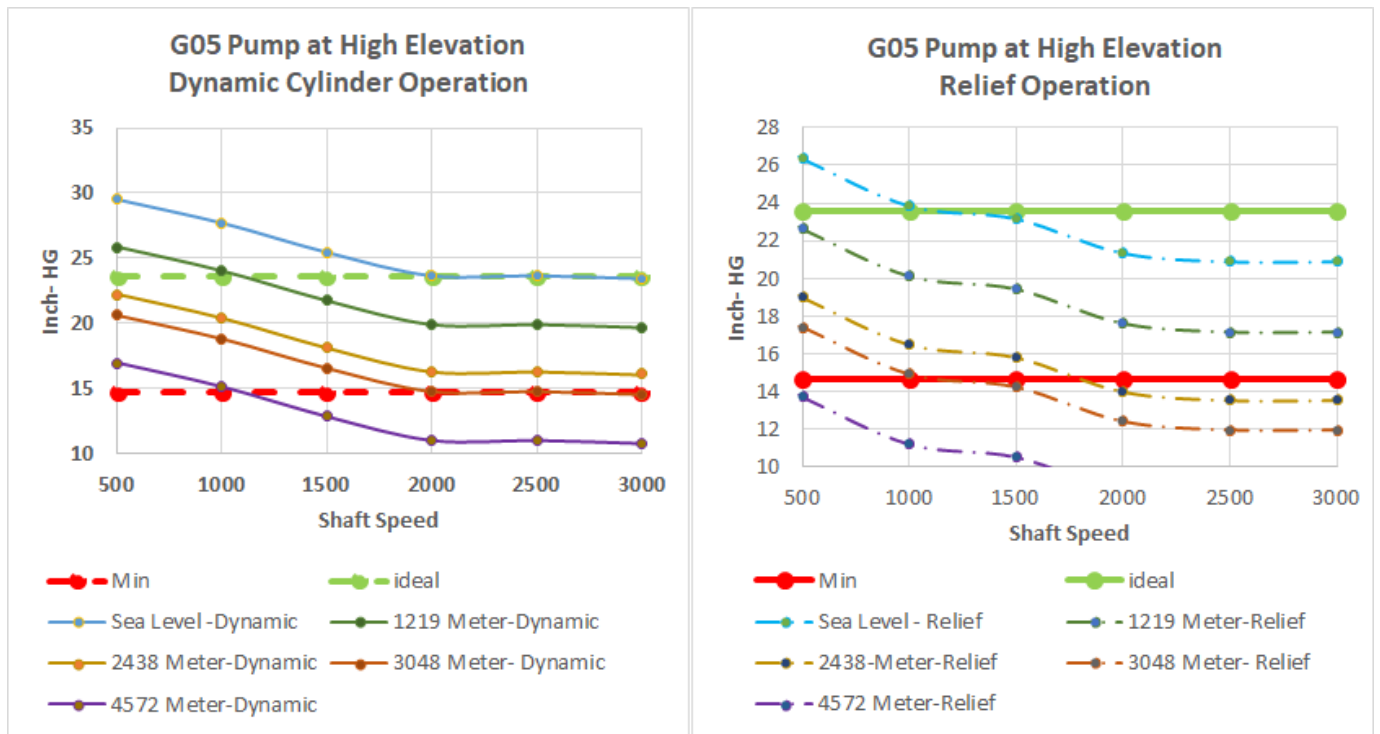 G05 Pump at High Elevation
Dynamic Cylinder Operation
35
30
25
20
15
10
Inch- HG
500 1000 1500 2000 2500 3000
Shaft Speed
Min ideal
Sea Level -Dynamic 1219 Meter-Dynamic
2438 Meter-Dynamic 3048 Meter- Dynamic
4572 Meter-Dynamic
G05 Pump at High Elevation
Relief Operation
28
26
24
22
20
18
16
14
12
10
Inch- HG
500 1000 1500 2000 2500 3000
Shaft Speed
Min ideal
Sea Level - Relief 1219 Meter-Relief
2438-Meter-Relief 3048 Meter- Relief
4572 Meter-Relief